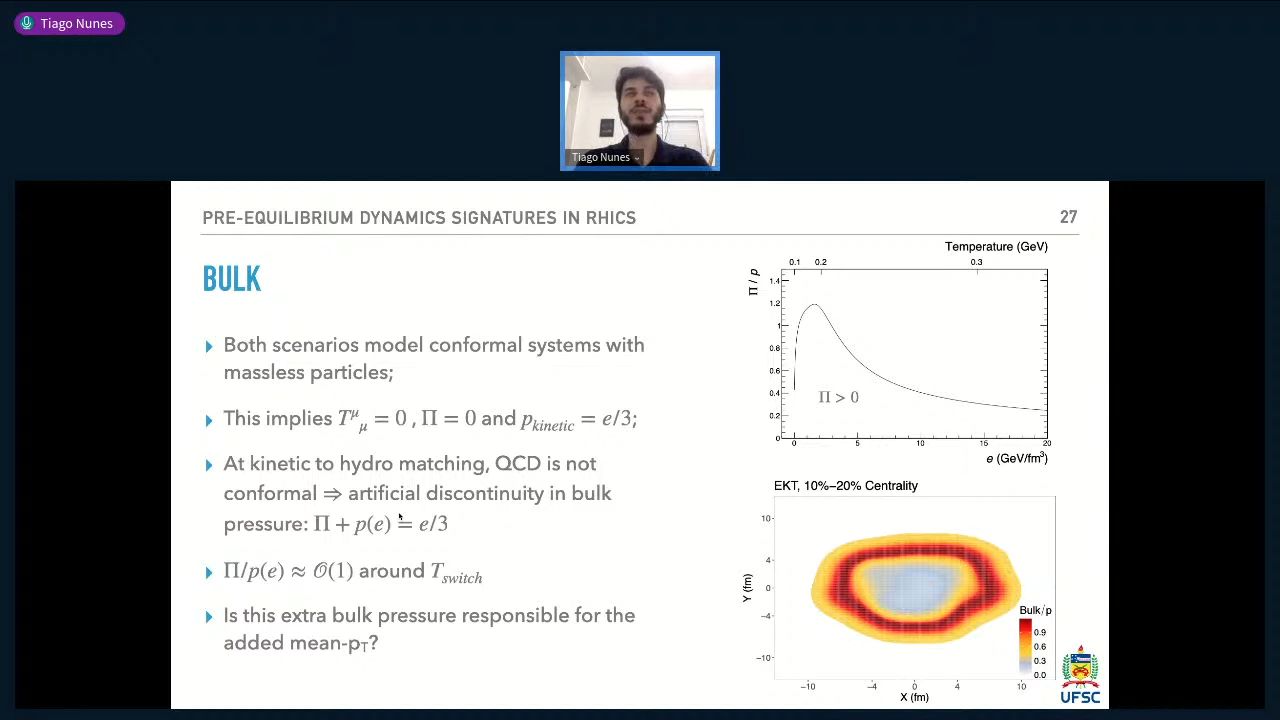 Tiago Nunes
Tiago Nunes
PRE-EQUILIBRIUM DYNAMICS SIGNATURES IN RHICS
27
BULK
Both scenarios model conformal systems with
massless particles;
This implies T^μ_μ = 0 , Π = 0 and p_kinetic = e/3;
At kinetic to hydro matching, QCD is not
conformal ⇒ artificial discontinuity in bulk
pressure: Π + p(e) = e/3
Π/p(e) ≈ 𝒪(1) around T_switch
Is this extra bulk pressure responsible for the
added mean-p_T?
Temperature (GeV)
0.1 0.2 0.3
Π / p
1.4
1.2
1
0.8
0.6
0.4
0.2
0
Π > 0
0 5 10 15 20
e (GeV/fm³)
EKT, 10%–20% Centrality
Y (fm)
10
4
0
−4
−10
−10 −4 0 4 10
X (fm)
Bulk/p
0.9
0.6
0.3
0.0
UFSC